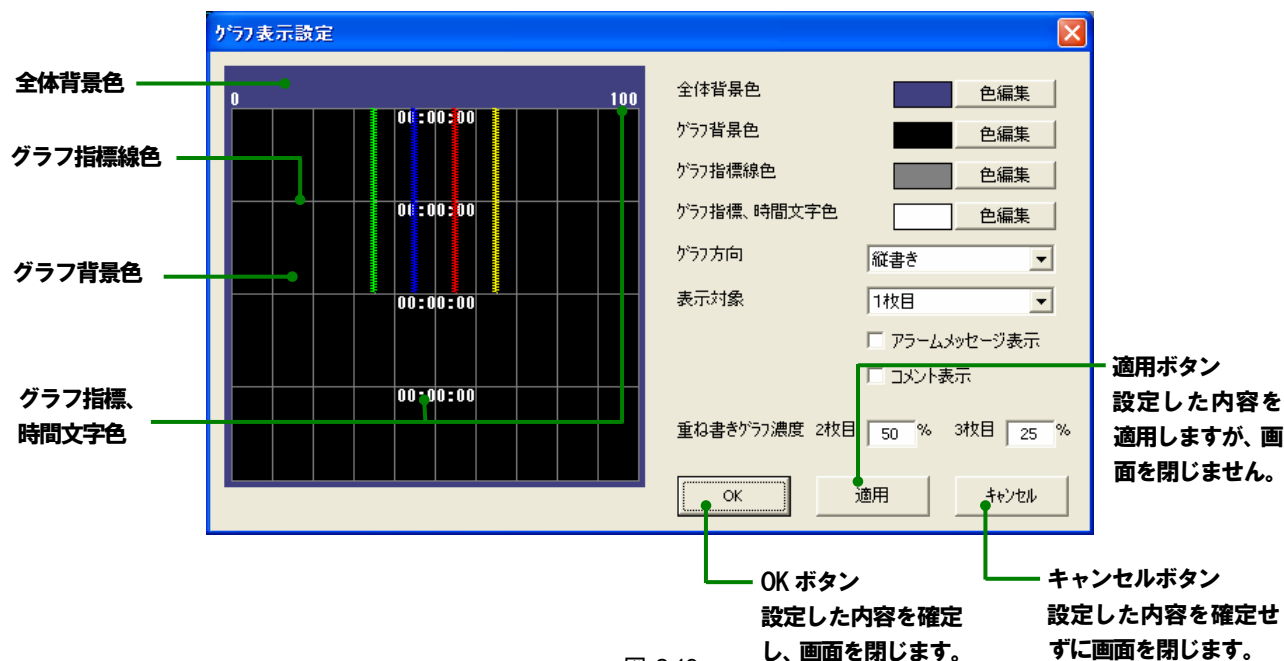 グラフ表示設定
全体背景色
グラフ指標線色
グラフ背景色
グラフ指標、
時間文字色
0
100
00:00:00
00:00:00
00:00:00
00:00:00
全体背景色
色編集
グラフ背景色
色編集
グラフ指標線色
色編集
グラフ指標、時間文字色
色編集
グラフ方向
縦書き
表示対象
1枚目
アラームメッセージ表示
コメント表示
重ね書きグラフ濃度 2枚目 50 % 3枚目 25 %
OK
適用
キャンセル
適用ボタン
設定した内容を
適用しますが、画
面を閉じません。
OK ボタン
設定した内容を確定
し、画面を閉じます。
キャンセルボタン
設定した内容を確定せ
ずに画面を閉じます。